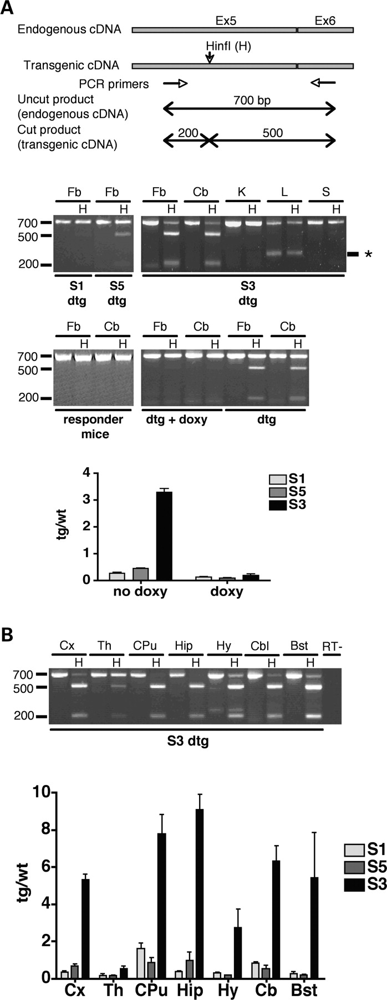 A
Ex5 Ex6
Endogenous cDNA
HinfI (H)
Transgenic cDNA
PCR primers
Uncut product
(endogenous cDNA)
700 bp
Cut product
(transgenic cDNA)
200 500
Fb Fb Fb Cb K L S
H H H H H H H
700
500
200
*
S1
dtg
S5
dtg
S3
dtg
Fb Cb Fb Cb Fb Cb
H H H H H H
700
500
200
responder
mice
dtg + doxy
dtg
4
3
2
1
0
tg/wt
S1
S5
S3
no doxy doxy
B
Cx Th CPu Hip Hy Cbl Bst RT-
H H H H H H H
700
500
200
S3 dtg
10
8
6
4
2
0
tg/wt
S1
S5
S3
Cx Th CPu Hip Hy Cb Bst